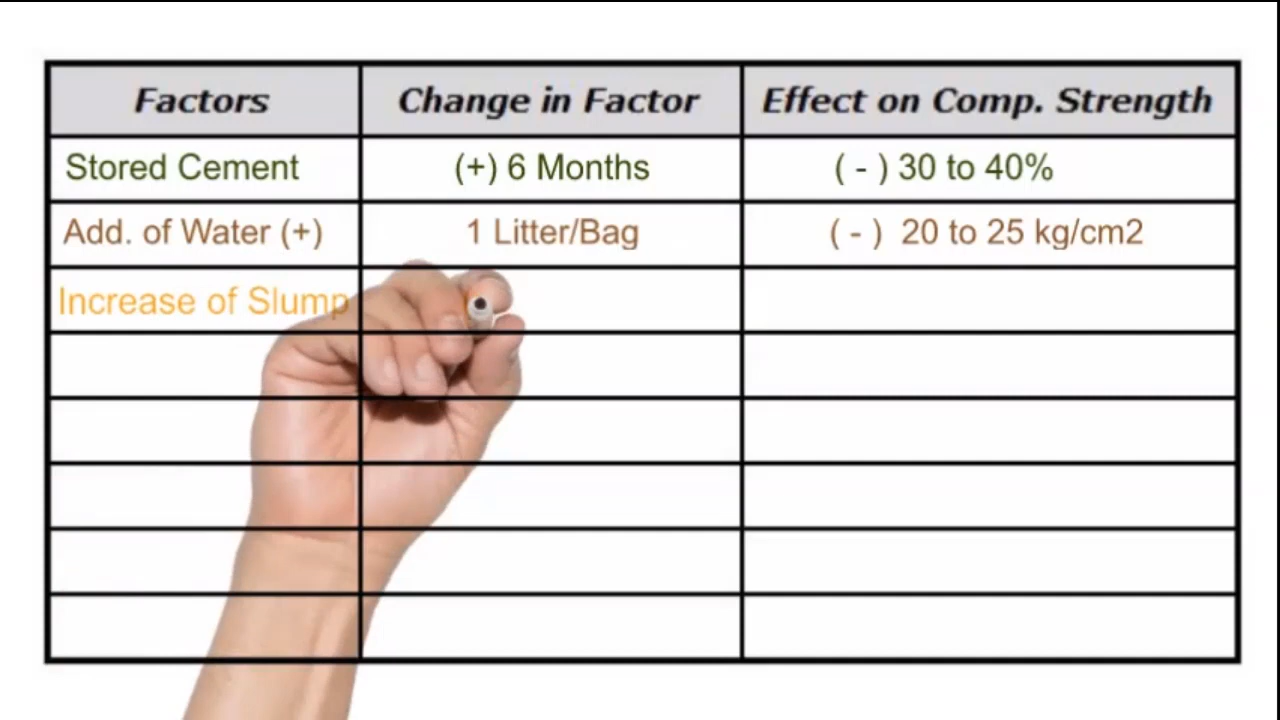 Factors Change in Factor Effect on Comp. Strength
Stored Cement (+) 6 Months ( - ) 30 to 40%
Add. of Water (+) 1 Litter/Bag ( - ) 20 to 25 kg/cm2
Increase of Slump